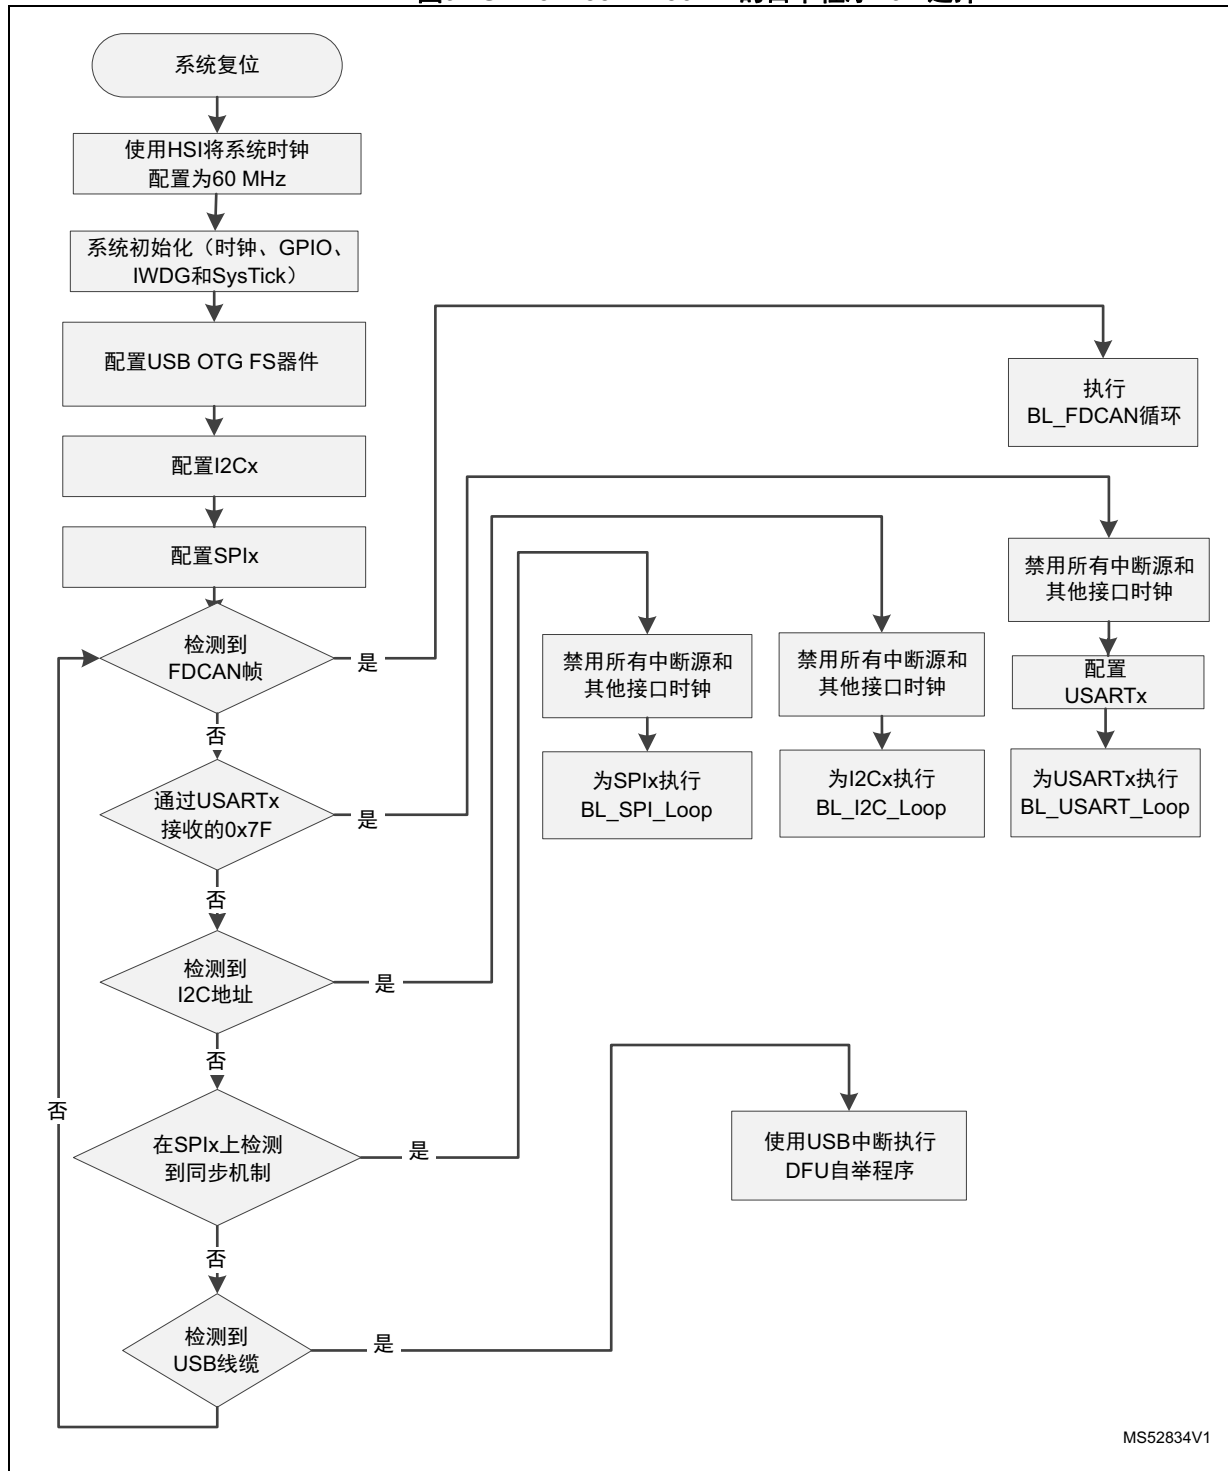 系统复位
使用HSI将系统时钟
配置为60 MHz
系统初始化（时钟、GPIO、
IWDG和SysTick）
配置USB OTG FS器件
执行
BL_FDCAN循环
配置I2Cx
配置SPIx
禁用所有中断源和
其他接口时钟
检测到
FDCAN帧
是
禁用所有中断源和
其他接口时钟
禁用所有中断源和
其他接口时钟
配置
USARTx
否
通过USARTx
接收的0x7F
是
为SPIx执行
BL_SPI_Loop
为I2Cx执行
BL_I2C_Loop
为USARTx执行
BL_USART_Loop
否
检测到
I2C地址
是
否
否
在SPIx上检测
到同步机制
是
使用USB中断执行
DFU自举程序
否
检测到
USB线缆
是
MS52834V1